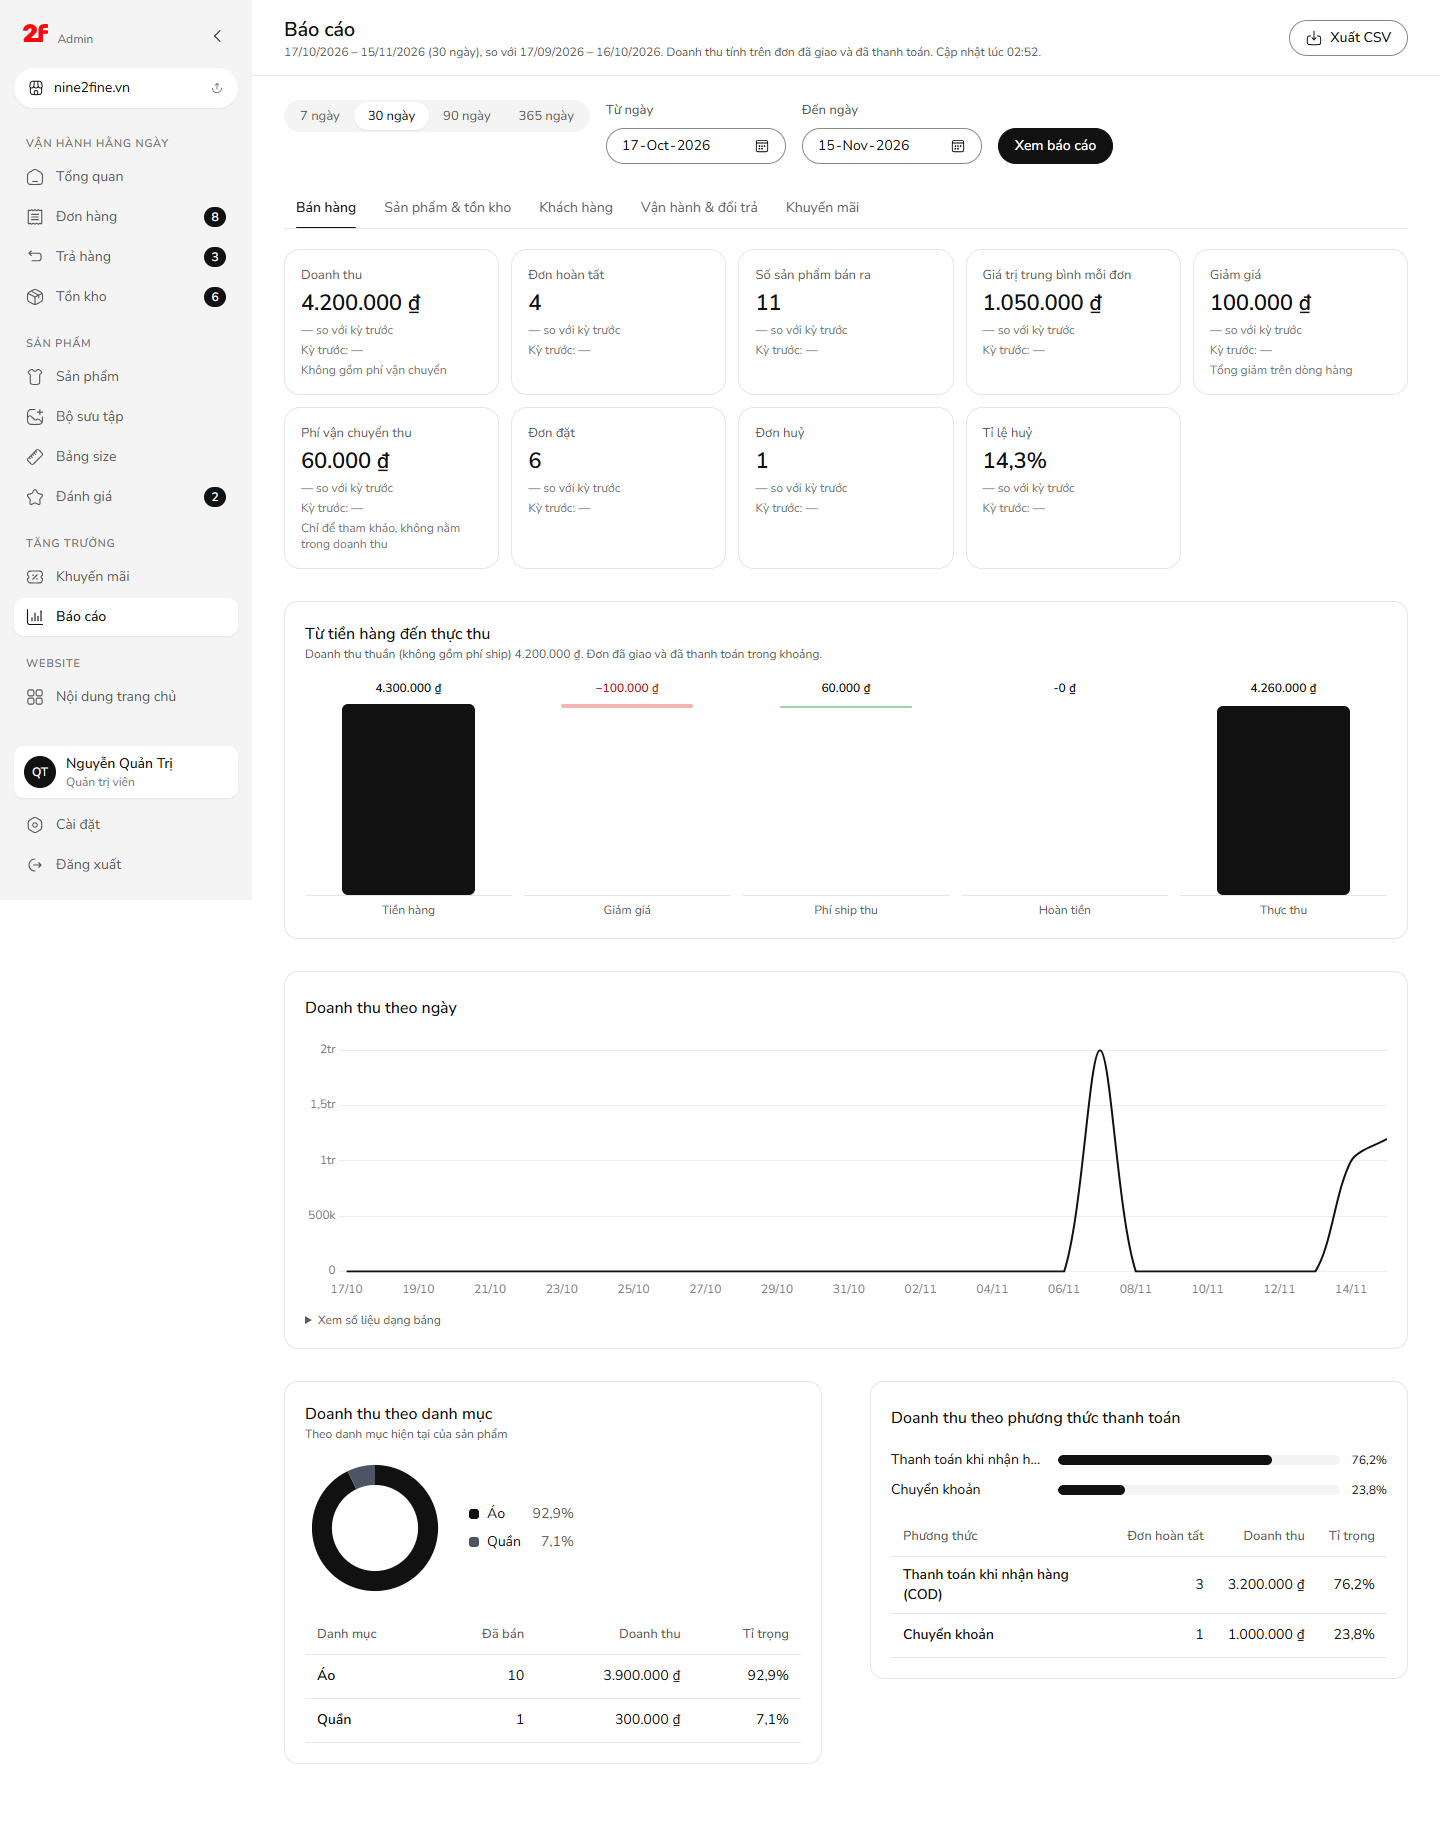 2F Admin
nine2fine.vn
VẬN HÀNH HẰNG NGÀY
Tổng quan
Đơn hàng 8
Trả hàng 3
Tồn kho 6
SẢN PHẨM
Sản phẩm
Bộ sưu tập
Bảng size
Đánh giá 2
TĂNG TRƯỞNG
Khuyến mãi
Báo cáo
WEBSITE
Nội dung trang chủ
QT
Nguyễn Quản Trị
Quản trị viên
Cài đặt
Đăng xuất
Báo cáo
17/10/2026 – 15/11/2026 (30 ngày), so với 17/09/2026 – 16/10/2026. Doanh thu tính trên đơn đã giao và đã thanh toán. Cập nhật lúc 02:52.
Xuất CSV
7 ngày 30 ngày 90 ngày 365 ngày
Từ ngày
17-Oct-2026
Đến ngày
15-Nov-2026
Xem báo cáo
Bán hàng Sản phẩm & tồn kho Khách hàng Vận hành & đổi trả Khuyến mãi
Doanh thu
4.200.000 ₫
— so với kỳ trước
Kỳ trước: —
Không gồm phí vận chuyển
Đơn hoàn tất
4
— so với kỳ trước
Kỳ trước: —
Số sản phẩm bán ra
11
— so với kỳ trước
Kỳ trước: —
Giá trị trung bình mỗi đơn
1.050.000 ₫
— so với kỳ trước
Kỳ trước: —
Giảm giá
100.000 ₫
— so với kỳ trước
Kỳ trước: —
Tổng giảm trên dòng hàng
Phí vận chuyển thu
60.000 ₫
— so với kỳ trước
Kỳ trước: —
Chỉ để tham khảo, không nằm
trong doanh thu
Đơn đặt
6
— so với kỳ trước
Kỳ trước: —
Đơn huỷ
1
— so với kỳ trước
Kỳ trước: —
Tỉ lệ huỷ
14,3%
— so với kỳ trước
Kỳ trước: —
Từ tiền hàng đến thực thu
Doanh thu thuần (không gồm phí ship) 4.200.000 ₫. Đơn đã giao và đã thanh toán trong khoảng.
4.300.000 ₫ −100.000 ₫ 60.000 ₫ -0 ₫ 4.260.000 ₫
Tiền hàng Giảm giá Phí ship thu Hoàn tiền Thực thu
Doanh thu theo ngày
2tr
1,5tr
1tr
500k
0
17/10 19/10 21/10 23/10 25/10 27/10 29/10 31/10 02/11 04/11 06/11 08/11 10/11 12/11 14/11
Xem số liệu dạng bảng
Doanh thu theo danh mục
Theo danh mục hiện tại của sản phẩm
Áo 92,9%
Quần 7,1%
Danh mục Đã bán Doanh thu Tỉ trọng
Áo 10 3.900.000 ₫ 92,9%
Quần 1 300.000 ₫ 7,1%
Doanh thu theo phương thức thanh toán
Thanh toán khi nhận h... 76,2%
Chuyển khoản 23,8%
Phương thức Đơn hoàn tất Doanh thu Tỉ trọng
Thanh toán khi nhận hàng
(COD) 3 3.200.000 ₫ 76,2%
Chuyển khoản 1 1.000.000 ₫ 23,8%